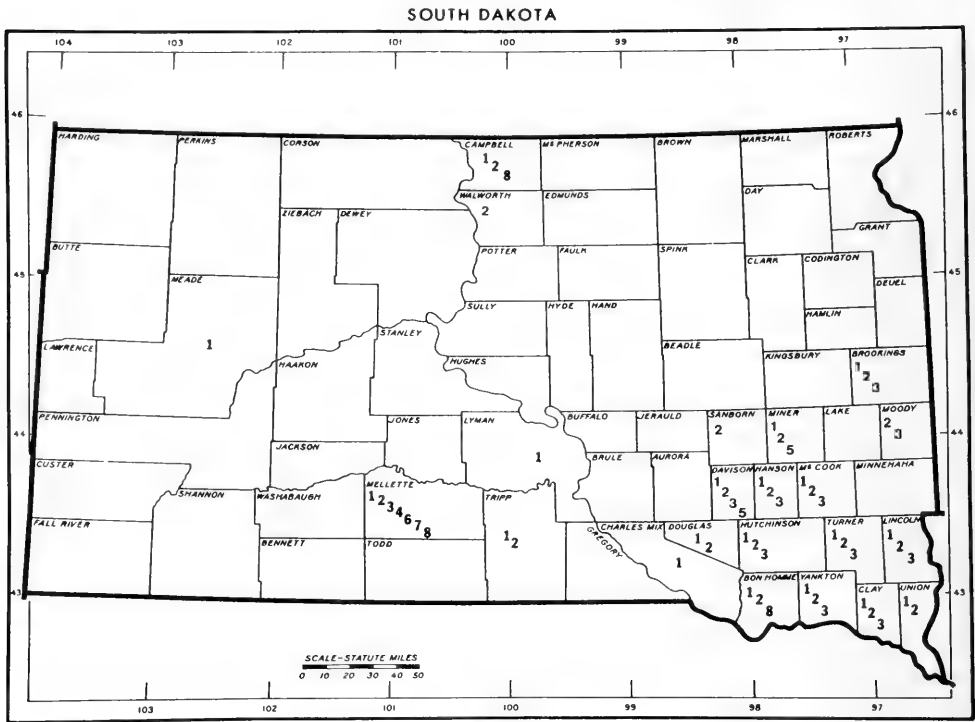 SOUTH DAKOTA
104 103 102 101 100 99 98 97
46 46
HARDING PERKINS CORSON CAMPBELL McPHERSON BROWN MARSHALL ROBERTS
1 2 8
WALWORTH EDMUNDS DAY
2
ZIEBACH DEWEY
GRANT
BUTTE POTTER FAULK SPINK CLARK CODINGTON
45 45
MEADE DEUEL
SULLY HYDE HAND HAMLIN
STANLEY
LAWRENCE 1 HAAKON HUGHES BEADLE KINGSBURY BROOKINGS
1 2 3
PENNINGTON JONES LYMAN BUFFALO JERAULD SANBORN MINER LAKE MOODY
2 1 2 5 2 3
44 44
JACKSON
1 BRULE AURORA
CUSTER SHANNON WASHABAUGH MELLETTE TRIPP DAVISON HANSON McCOOK MINNEHAHA
1 2 3 4 6 7 8 1 2 3 5 1 2 3 1 2 3
FALL RIVER BENNETT TODD 1 2 GREGORY CHARLES MIX DOUGLAS HUTCHINSON TURNER LINCOLN
1 1 2 1 2 3 1 2 3 1 2 3
BON HOMME YANKTON CLAY UNION
1 2 8 1 2 3 1 2 3 1 2
43 43
SCALE-STATUTE MILES
0 10 20 30 40 50
103 102 101 100 99 98 97